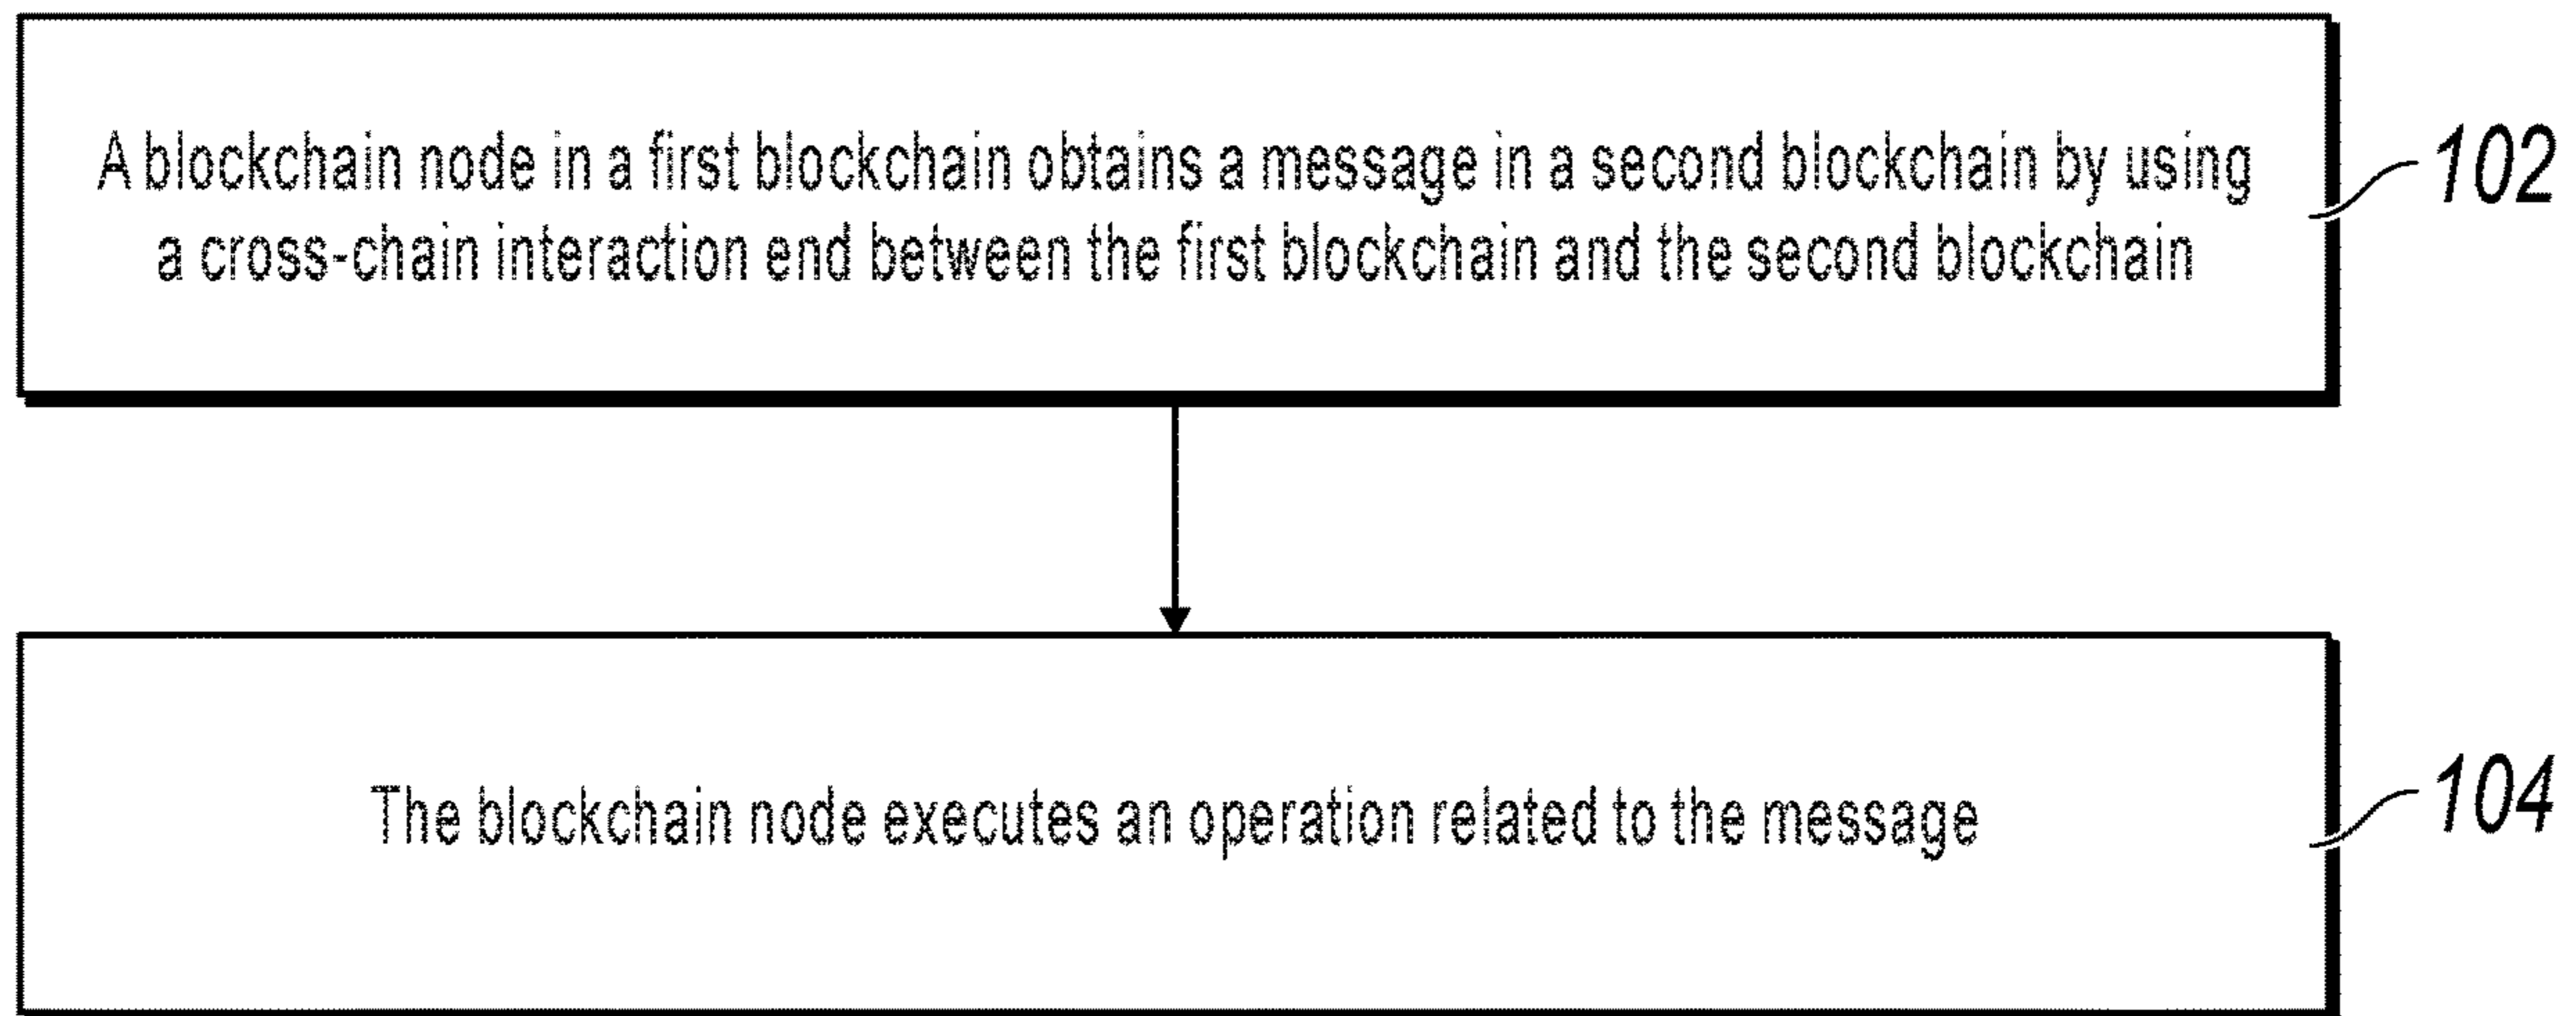 A blockchain node in a first blockchain obtains a message in a second blockchain by using
a cross-chain interaction end between the first blockchain and the second blockchain
102
The blockchain node executes an operation related to the message
104